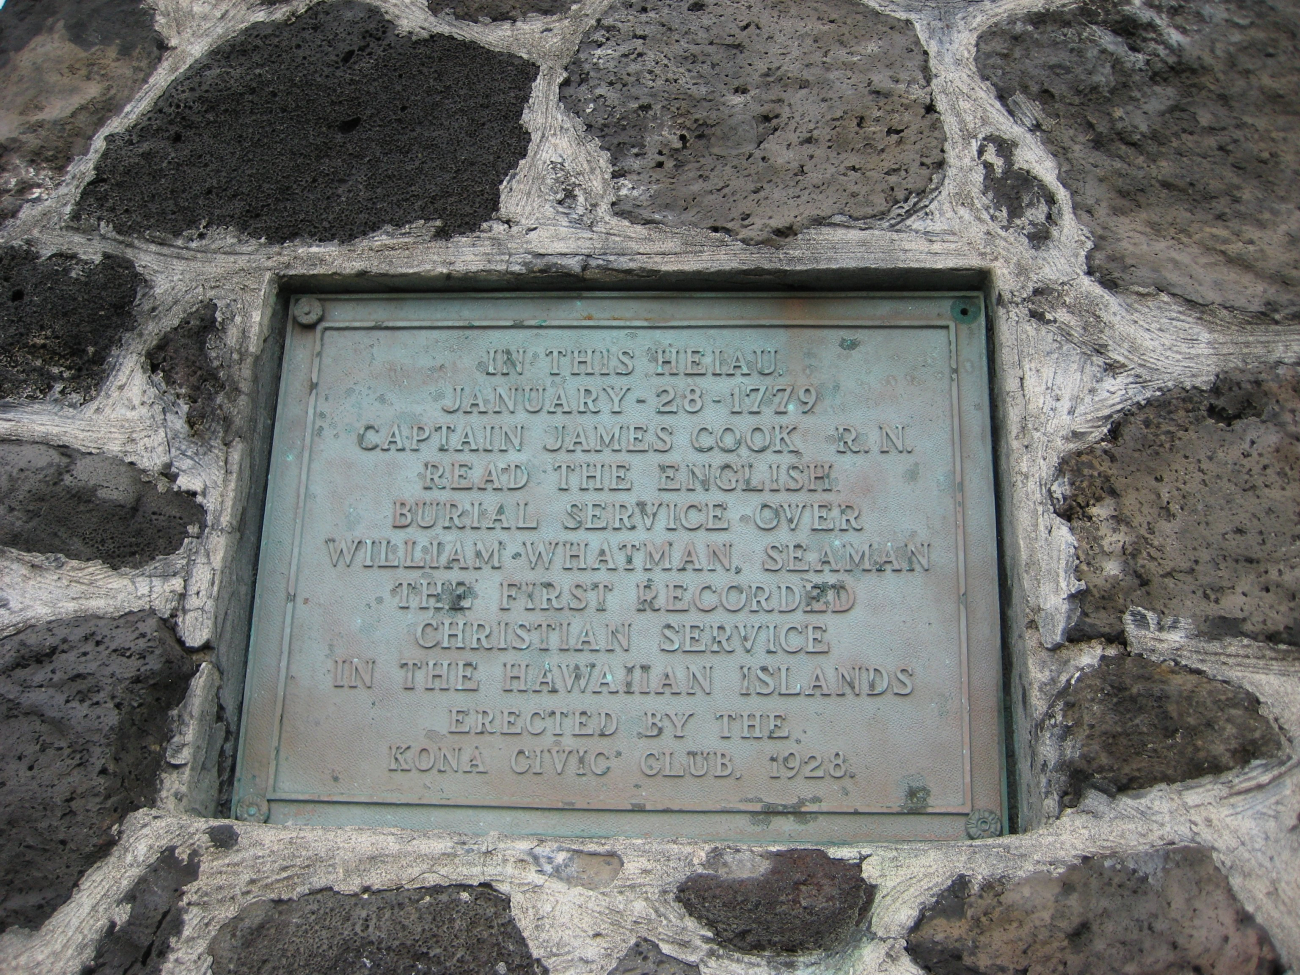 IN THIS HEIAU
JANUARY-28-1779
CAPTAIN JAMES COOK R.N.
READ THE ENGLISH
BURIAL SERVICE OVER
WILLIAM WHATMAN, SEAMAN
THE FIRST RECORDED
CHRISTIAN SERVICE
IN THE HAWAIIAN ISLANDS
ERECTED BY THE
KONA CIVIC CLUB, 1928.